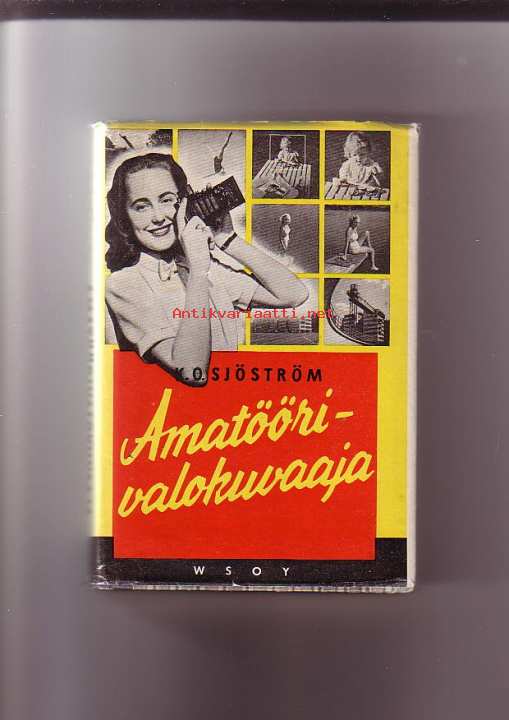 Antikvariaatti.net
K.O.SJÖSTRÖM
Amatööri-
valokuvaaja
WSOY